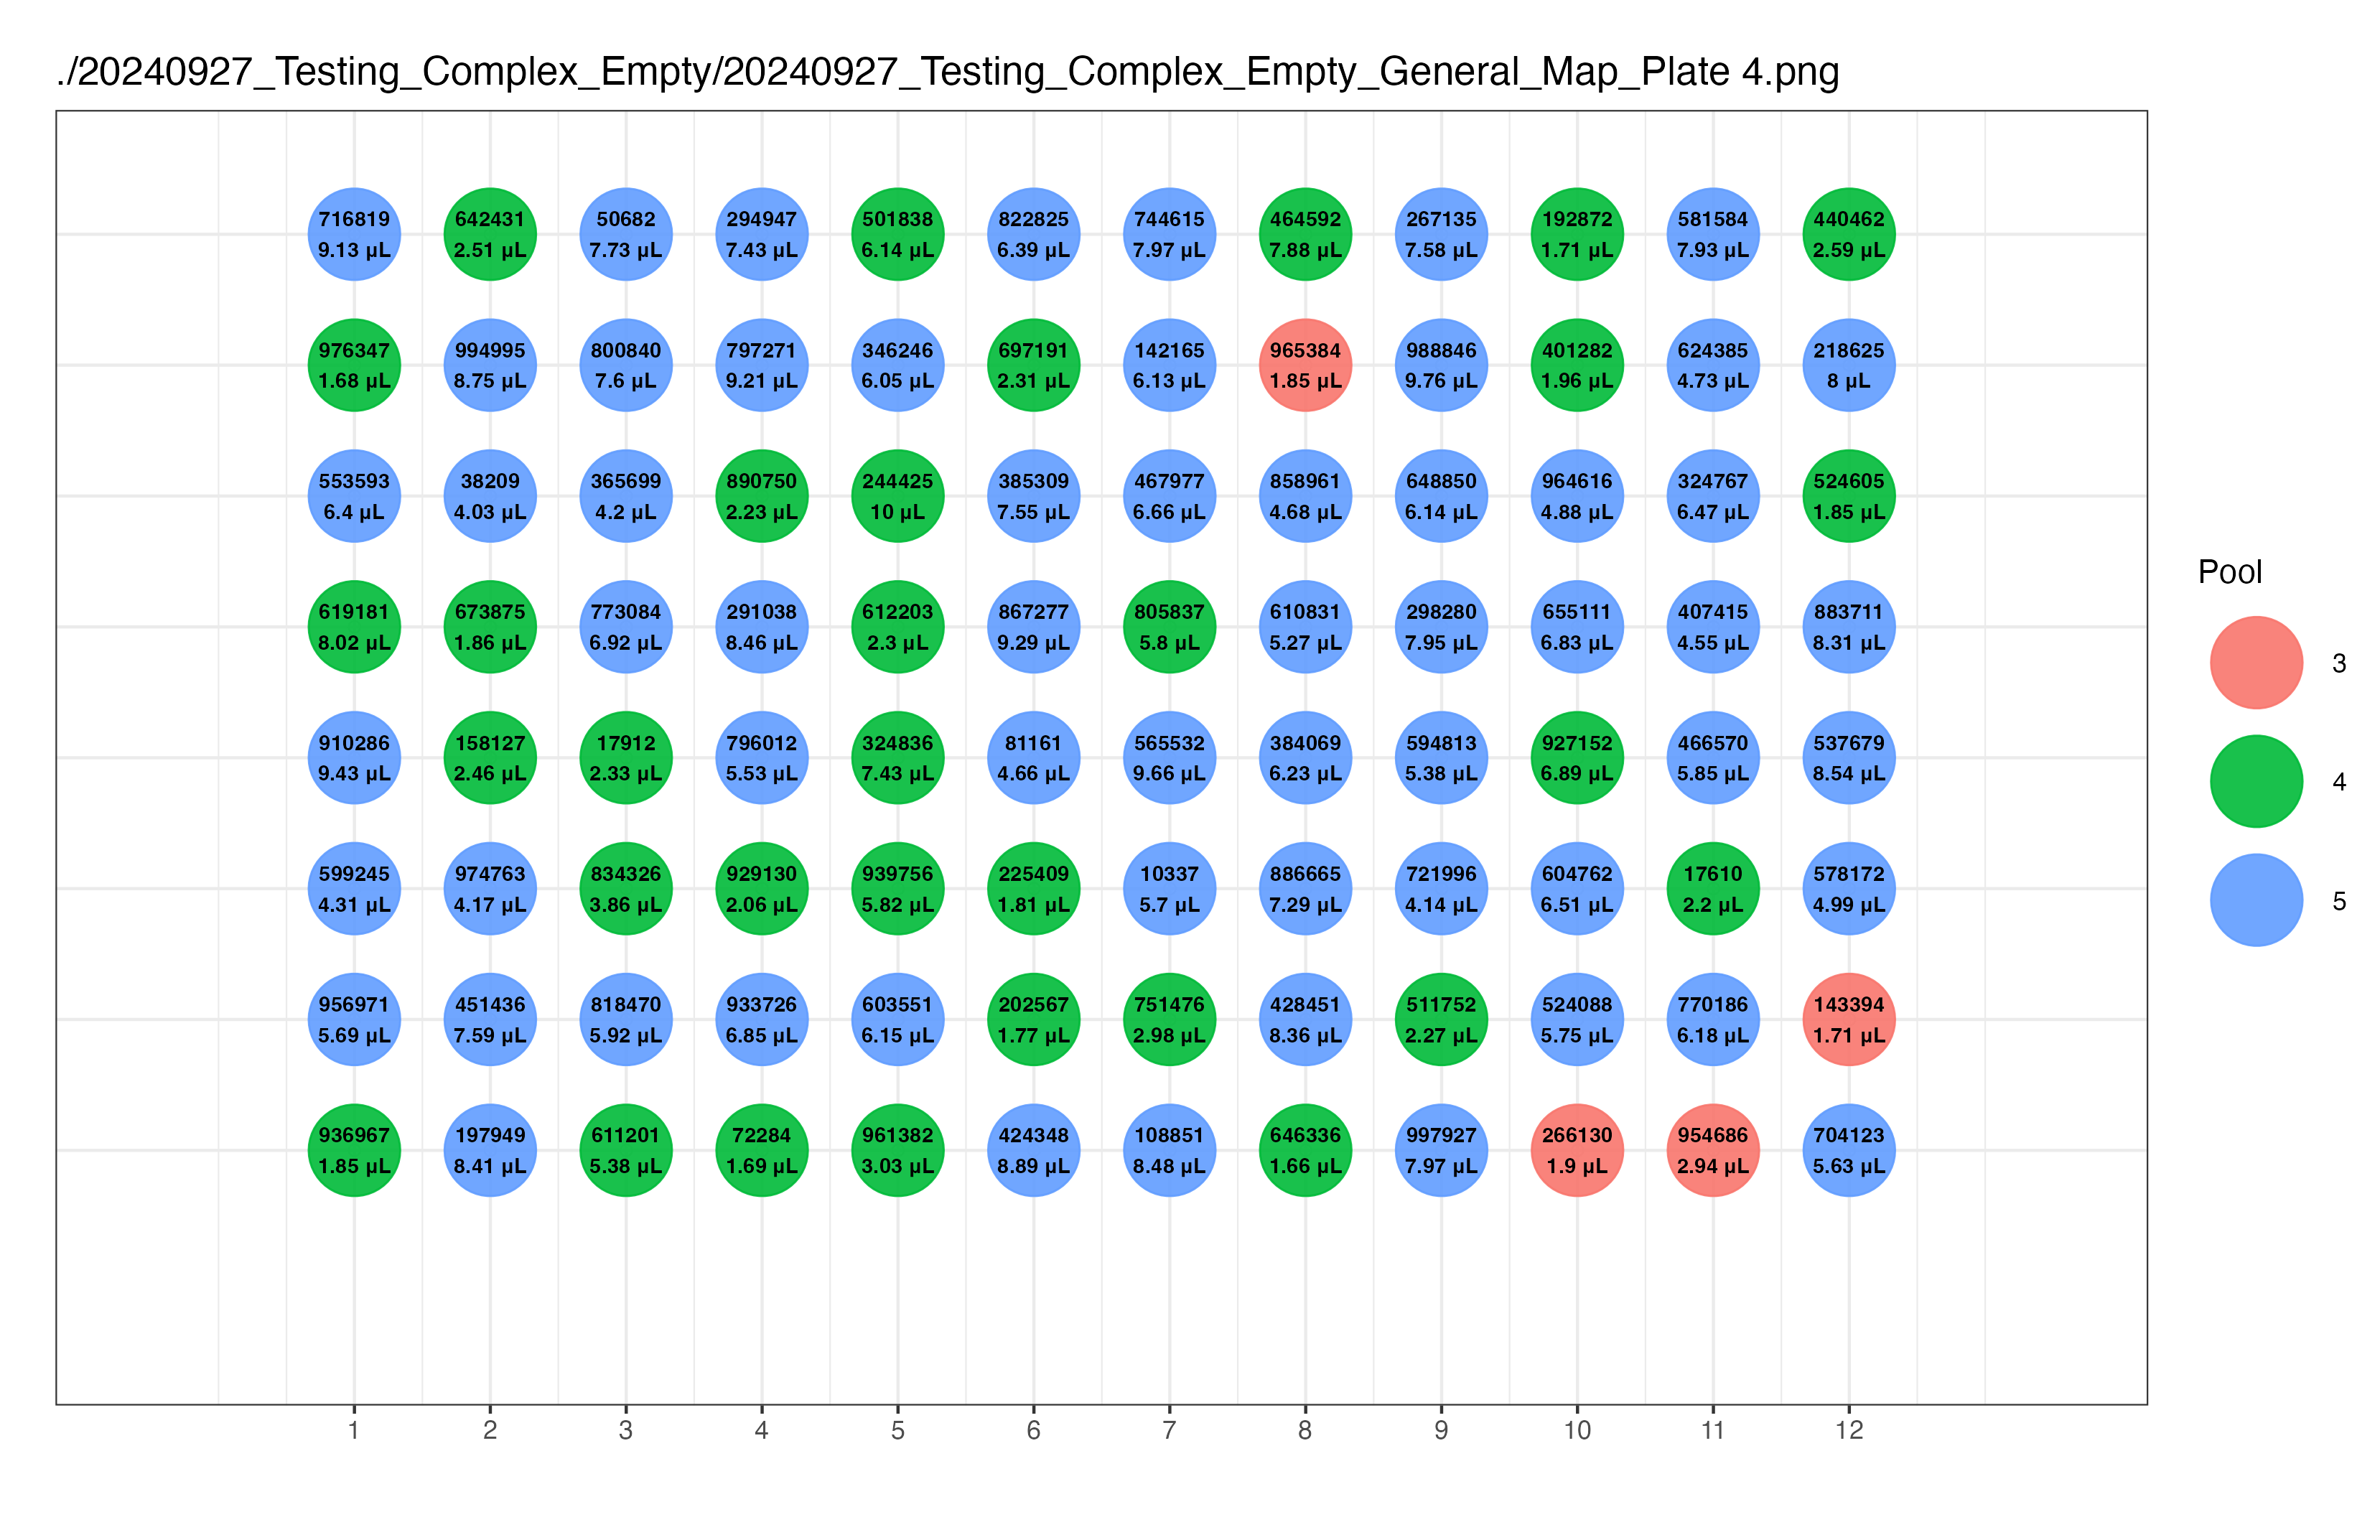 ./20240927_Testing_Complex_Empty/20240927_Testing_Complex_Empty_General_Map_Plate 4.png
716819 642431 50682 294947 501838 822825 744615 464592 267135 192872 581584 440462
9.13 µL 2.51 µL 7.73 µL 7.43 µL 6.14 µL 6.39 µL 7.97 µL 7.88 µL 7.58 µL 1.71 µL 7.93 µL 2.59 µL
976347 994995 800840 797271 346246 697191 142165 965384 988846 401282 624385 218625
1.68 µL 8.75 µL 7.6 µL 9.21 µL 6.05 µL 2.31 µL 6.13 µL 1.85 µL 9.76 µL 1.96 µL 4.73 µL 8 µL
553593 38209 365699 890750 244425 385309 467977 858961 648850 964616 324767 524605
6.4 µL 4.03 µL 4.2 µL 2.23 µL 10 µL 7.55 µL 6.66 µL 4.68 µL 6.14 µL 4.88 µL 6.47 µL 1.85 µL
619181 673875 773084 291038 612203 867277 805837 610831 298280 655111 407415 883711
8.02 µL 1.86 µL 6.92 µL 8.46 µL 2.3 µL 9.29 µL 5.8 µL 5.27 µL 7.95 µL 6.83 µL 4.55 µL 8.31 µL
910286 158127 17912 796012 324836 81161 565532 384069 594813 927152 466570 537679
9.43 µL 2.46 µL 2.33 µL 5.53 µL 7.43 µL 4.66 µL 9.66 µL 6.23 µL 5.38 µL 6.89 µL 5.85 µL 8.54 µL
599245 974763 834326 929130 939756 225409 10337 886665 721996 604762 17610 578172
4.31 µL 4.17 µL 3.86 µL 2.06 µL 5.82 µL 1.81 µL 5.7 µL 7.29 µL 4.14 µL 6.51 µL 2.2 µL 4.99 µL
956971 451436 818470 933726 603551 202567 751476 428451 511752 524088 770186 143394
5.69 µL 7.59 µL 5.92 µL 6.85 µL 6.15 µL 1.77 µL 2.98 µL 8.36 µL 2.27 µL 5.75 µL 6.18 µL 1.71 µL
936967 197949 611201 72284 961382 424348 108851 646336 997927 266130 954686 704123
1.85 µL 8.41 µL 5.38 µL 1.69 µL 3.03 µL 8.89 µL 8.48 µL 1.66 µL 7.97 µL 1.9 µL 2.94 µL 5.63 µL
1 2 3 4 5 6 7 8 9 10 11 12
Pool
3
4
5